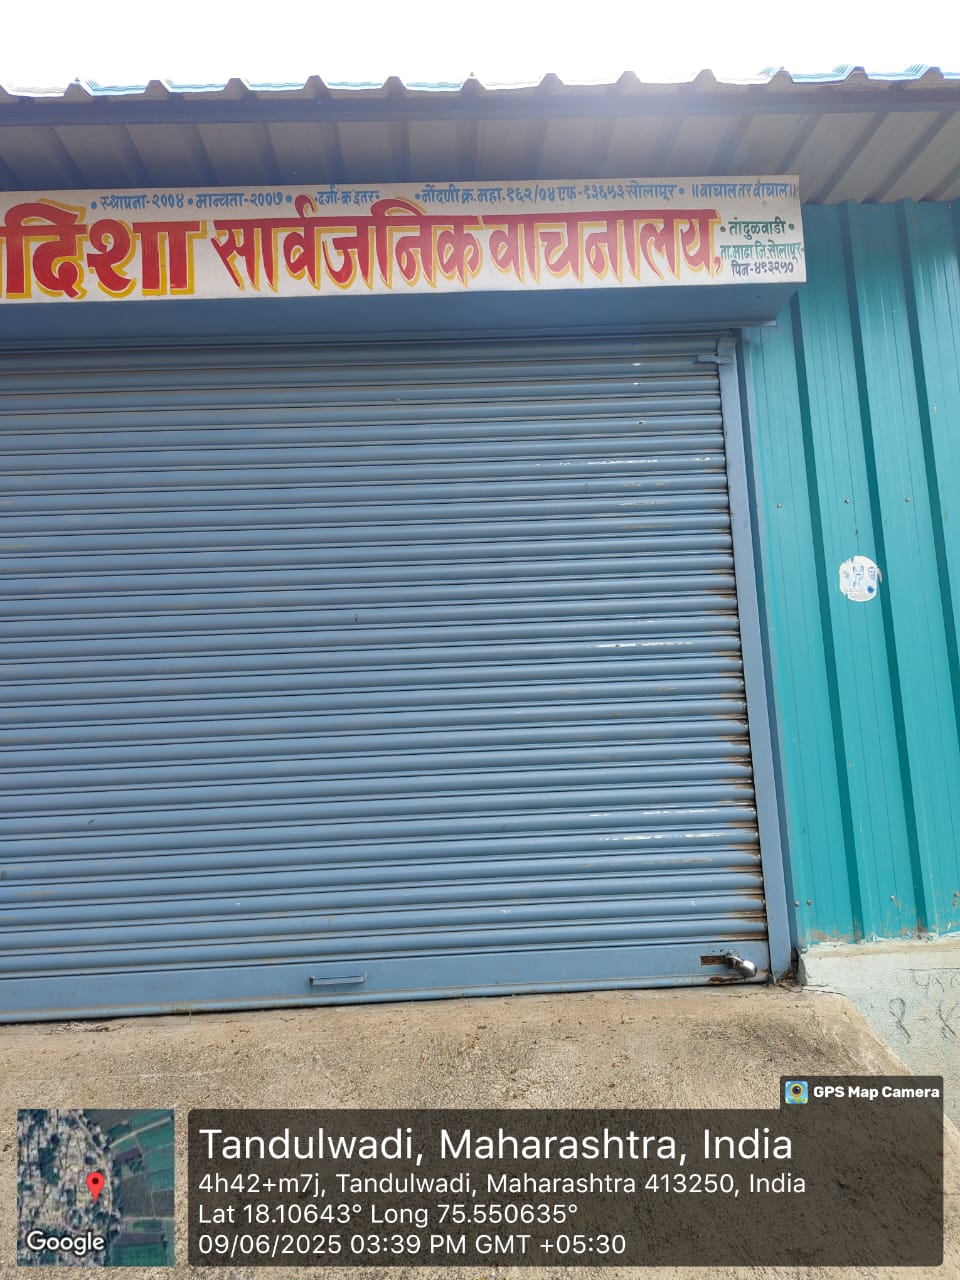 • स्थापना-२००४ • मान्यता-२००७ • दर्जा-क्र इतर• • नोंदणी क्र. महा. १६२/०४ एफ -१३६५३ सोलापूर • ॥ वाचाल तर वाचाल ॥
दिशा सार्वजनिक वाचनालय,
• तांदुळवाडी •
ता.माढा जि.सोलापूर
पिन-४१३२५०
GPS Map Camera
Tandulwadi, Maharashtra, India
4h42+m7j, Tandulwadi, Maharashtra 413250, India
Lat 18.10643° Long 75.550635°
09/06/2025 03:39 PM GMT +05:30
Google